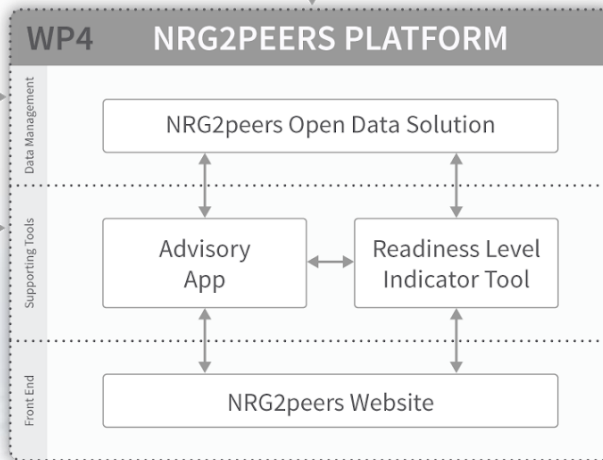 WP4 NRG2PEERS PLATFORM
Data Management
NRG2peers Open Data Solution
Supporting Tools
Advisory
App
Readiness Level
Indicator Tool
Front End
NRG2peers Website